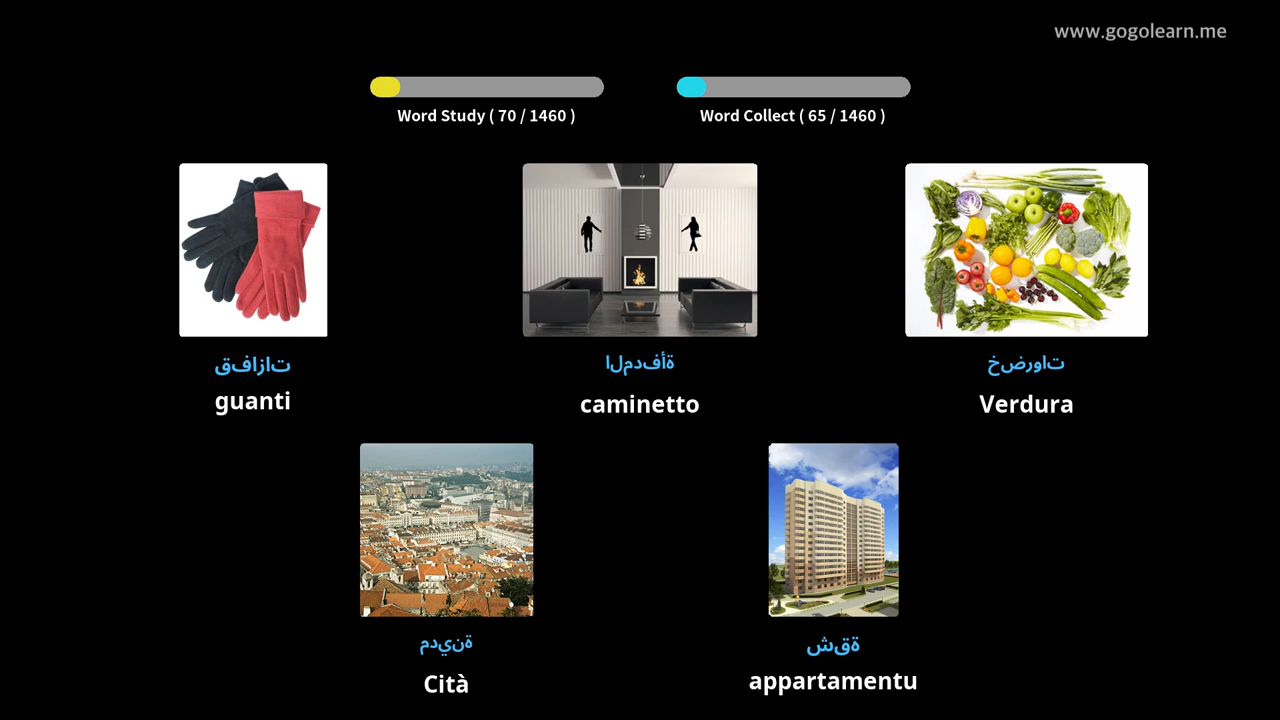 www.gogolearn.me
Word Study ( 70 / 1460 )
Word Collect ( 65 / 1460 )
قفازات
guanti
المدفأة
caminetto
خضروات
Verdura
مدينة
Cità
شقة
appartamentu